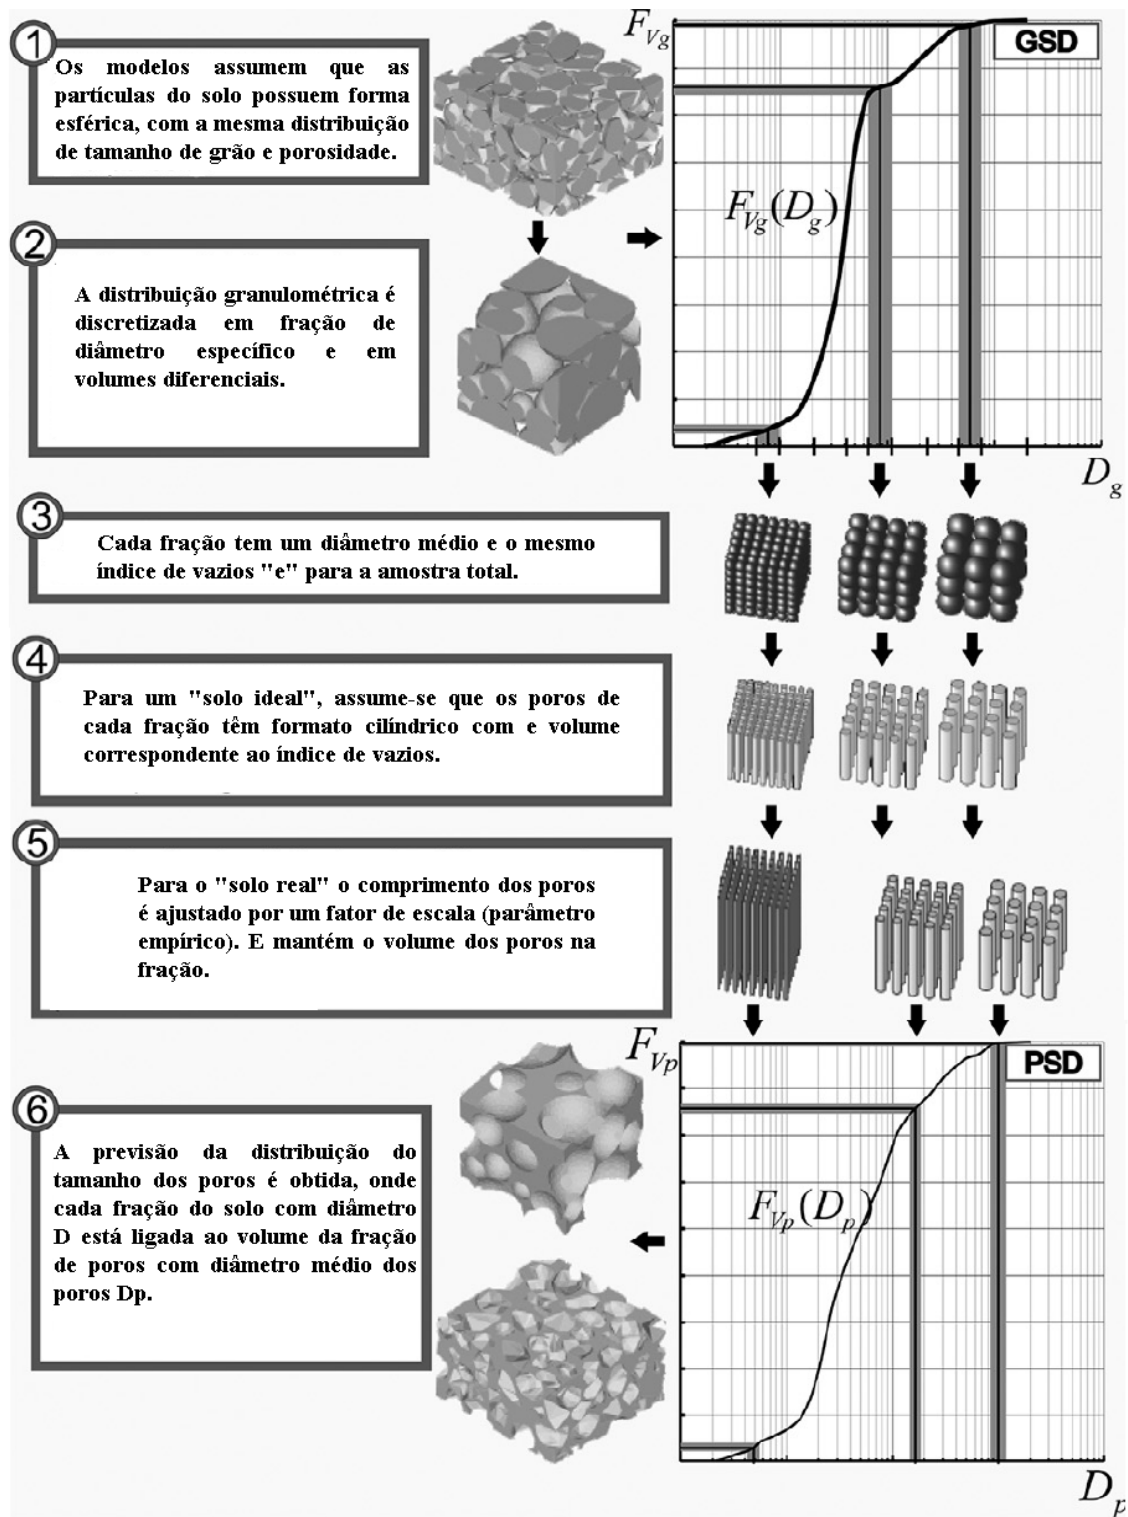 1
Os modelos assumem que as
partículas do solo possuem forma
esférica, com a mesma distribuição
de tamanho de grão e porosidade.
F_Vg
GSD
F_Vg(D_g)
D_g
2
A distribuição granulométrica é
discretizada em fração de
diâmetro específico e em
volumes diferenciais.
3
Cada fração tem um diâmetro médio e o mesmo
índice de vazios "e" para a amostra total.
4
Para um "solo ideal", assume-se que os poros de
cada fração têm formato cilíndrico com e volume
correspondente ao índice de vazios.
5
Para o "solo real" o comprimento dos poros
é ajustado por um fator de escala (parâmetro
empírico). E mantém o volume dos poros na
fração.
6
A previsão da distribuição do
tamanho dos poros é obtida, onde
cada fração do solo com diâmetro
D está ligada ao volume da fração
de poros com diâmetro médio dos
poros Dp.
F_Vp
PSD
F_Vp(D_p)
D_p